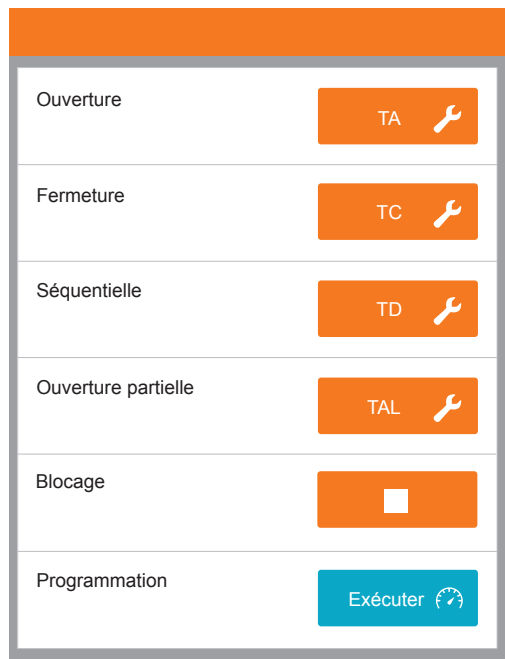 Ouverture
TA
Fermeture
TC
Séquentielle
TD
Ouverture partielle
TAL
Blocage
Programmation
Exécuter